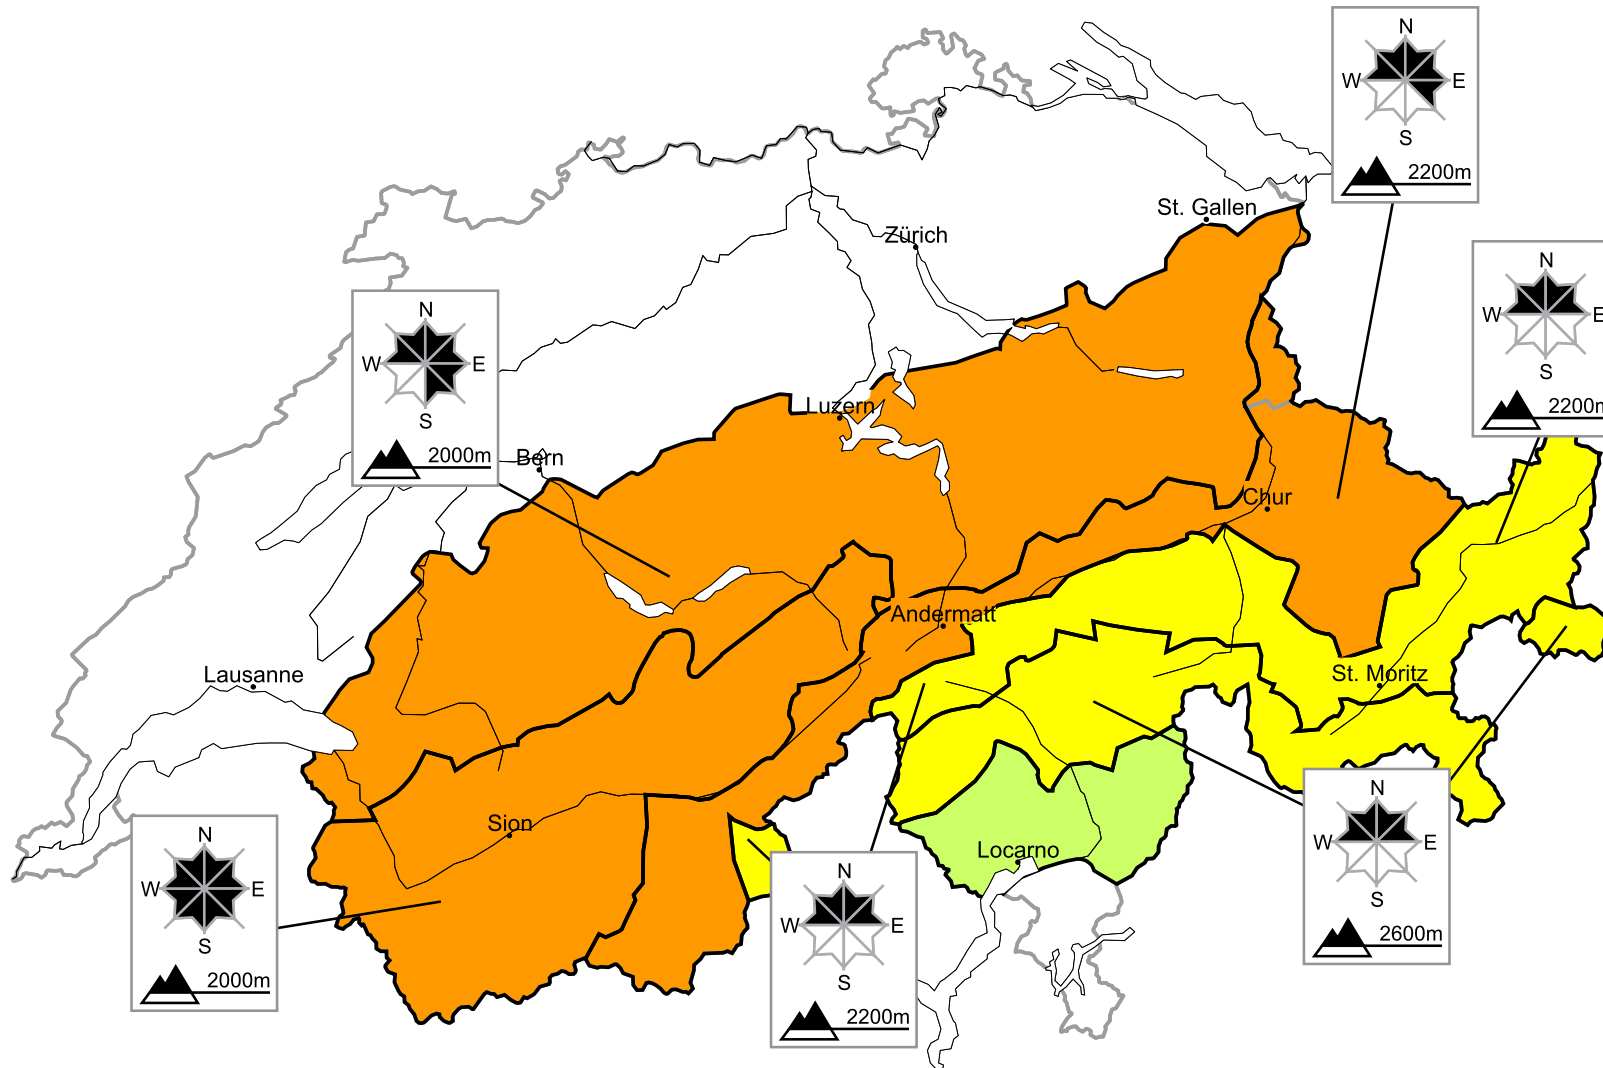 N
W E
S
2200m
St. Gallen
Zürich
N
W E
S
2200m
N
W E
S
2000m
Luzern
Bern
Chur
Andermatt
Lausanne
St. Moritz
N
W E
S
2600m
Sion
Locarno
N
W E
S
2000m
N
W E
S
2200m